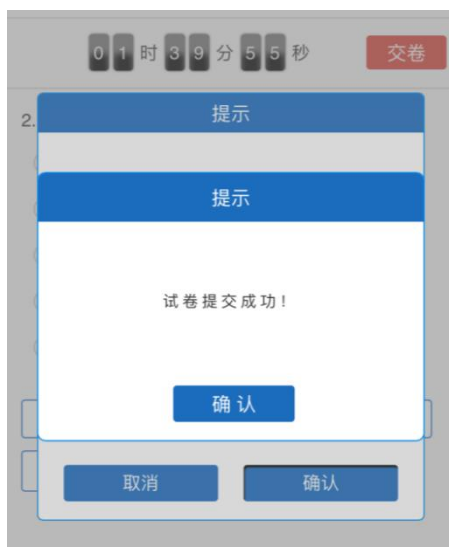 01时39分55秒 交卷
2.
提示
提示
试卷提交成功!
确认
取消 确认